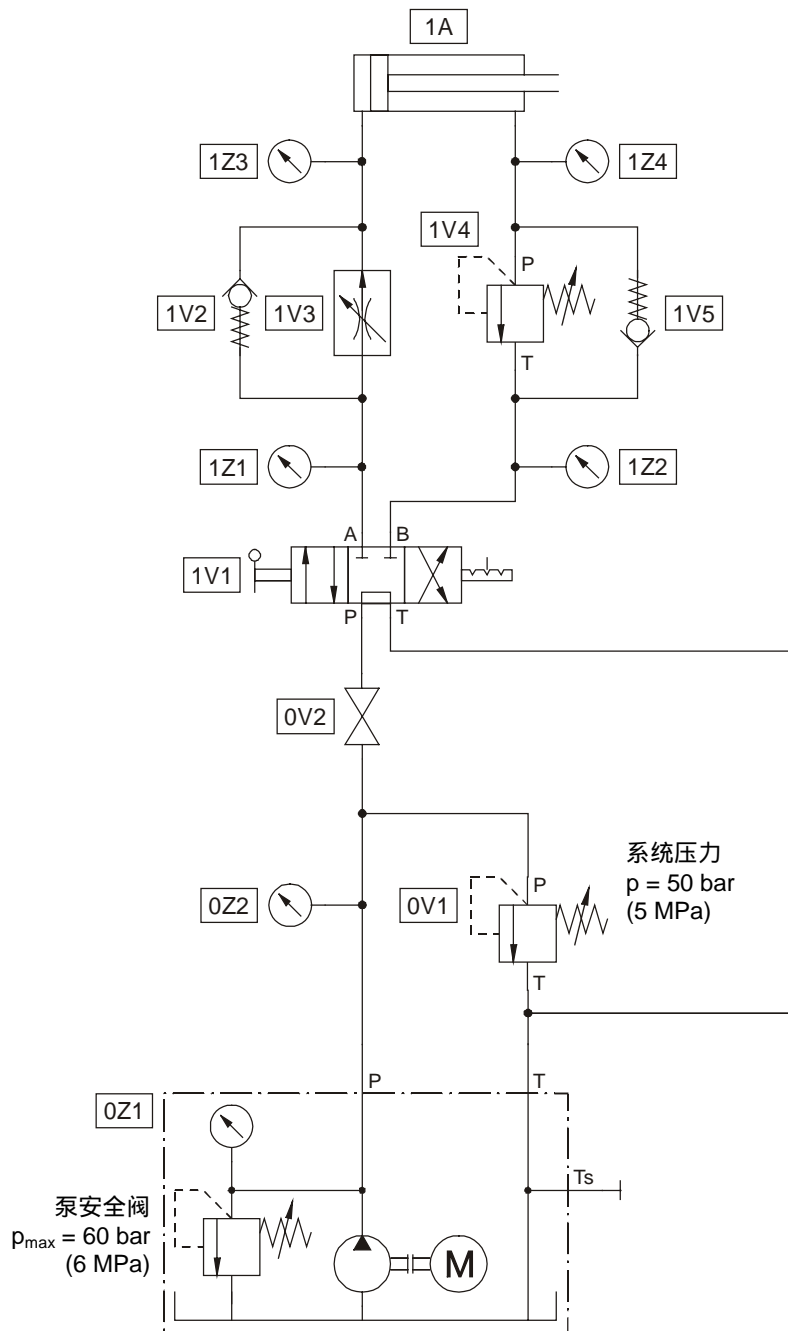 1A
1Z3
1Z4
1V4
P
1V2
1V3
1V5
T
1Z1
1Z2
A B
1V1
P T
0V2
系统压力
p = 50 bar
(5 MPa)
0Z2
0V1
P
T
P
T
0Z1
Ts
泵安全阀
pmax = 60 bar
(6 MPa)
M